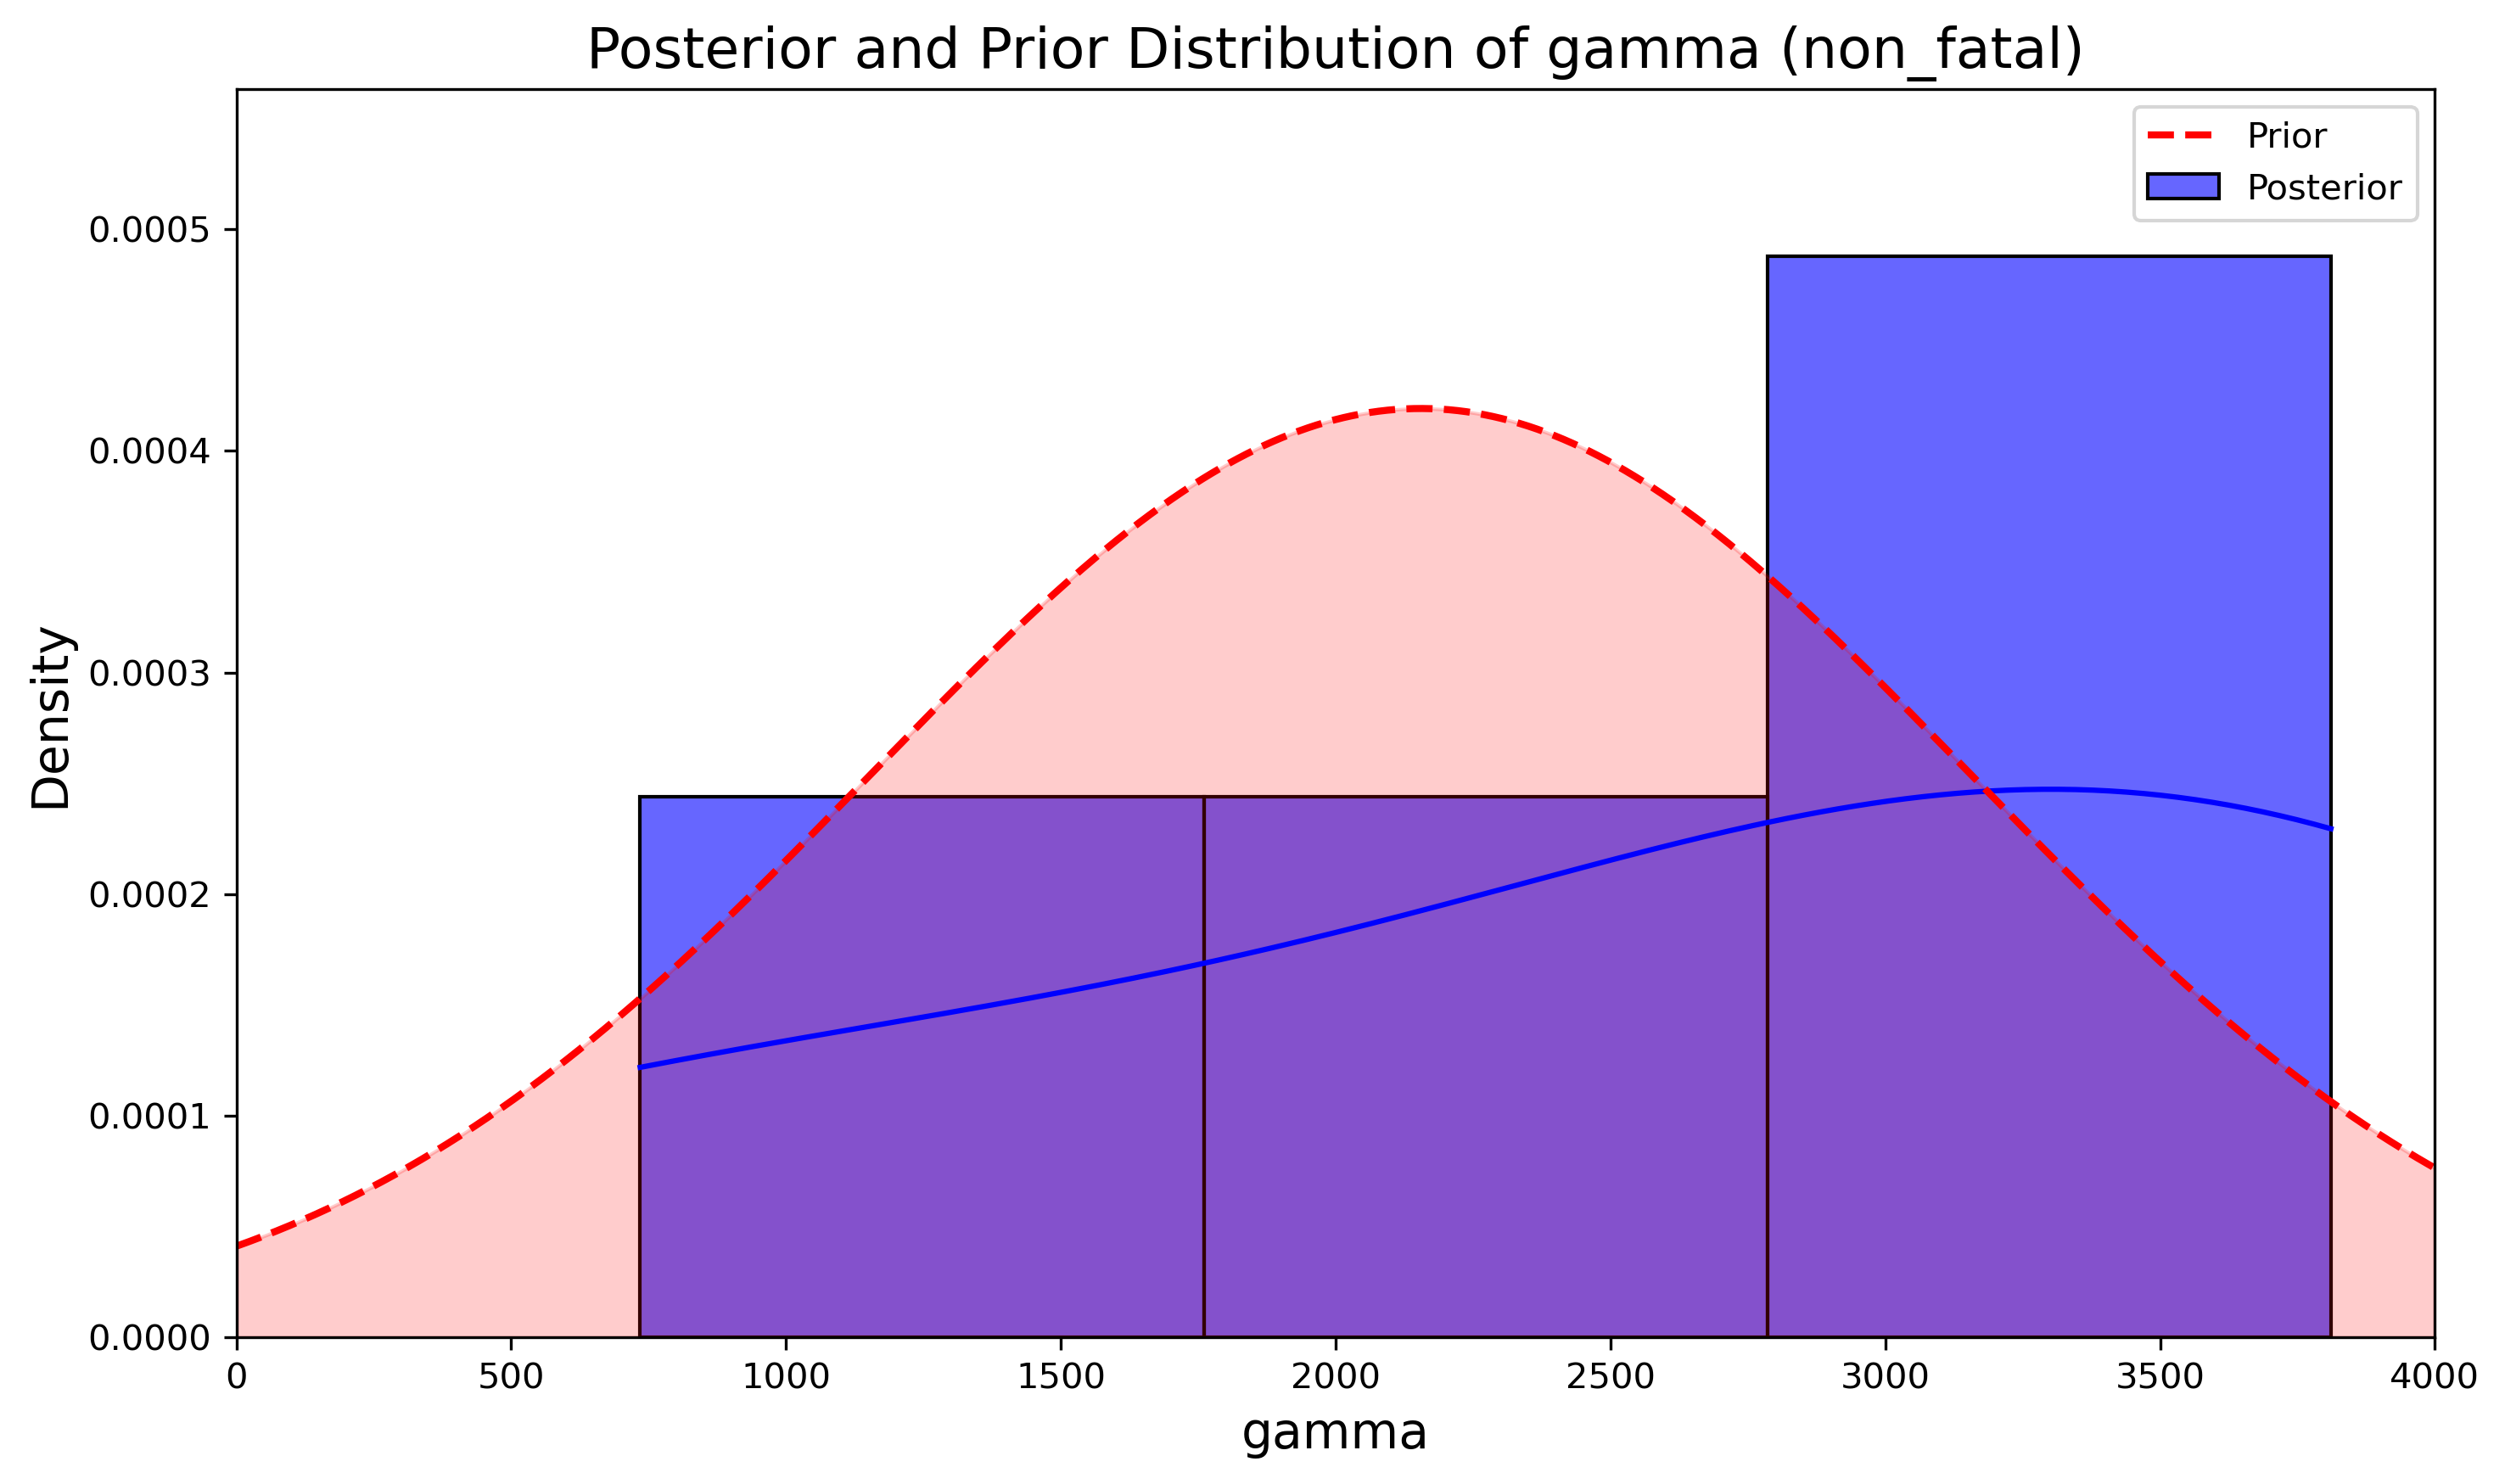 Posterior and Prior Distribution of gamma (non_fatal)
Prior
Posterior
0.0005
0.0004
0.0003
0.0002
0.0001
0.0000
Density
0 500 1000 1500 2000 2500 3000 3500 4000
gamma